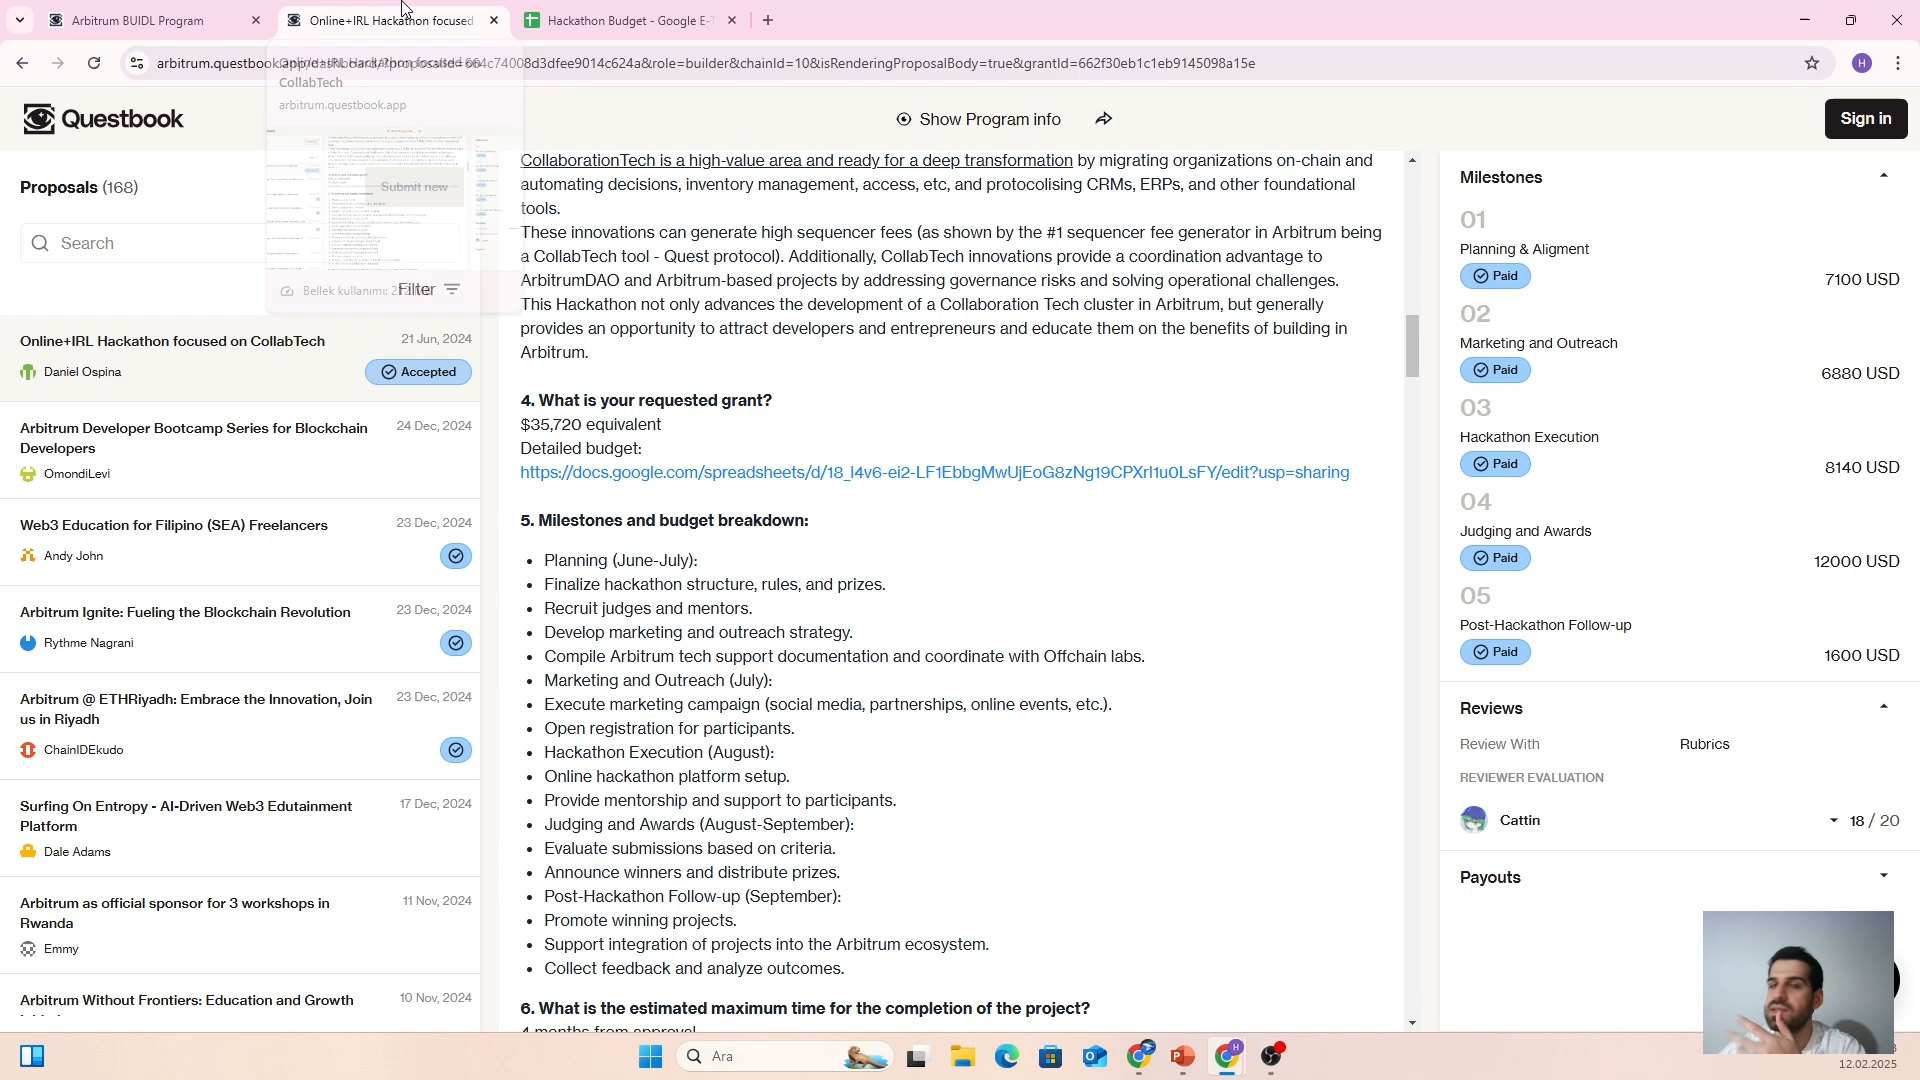 Arbitrum BUIDL Program
Online+IRL Hackathon focused
Hackathon Budget - Google E-T
Online+IRL Hackathon focused on
CollabTech
arbitrum.questbook.app
Bellek kullanımı:
H
Questbook
Show Program info
Sign in
Proposals (168)
Submit new
Search
Filter
Online+IRL Hackathon focused on CollabTech
21 Jun, 2024
Daniel Ospina
Accepted
Arbitrum Developer Bootcamp Series for Blockchain
Developers
24 Dec, 2024
OmondiLevi
Web3 Education for Filipino (SEA) Freelancers
23 Dec, 2024
Andy John
Arbitrum Ignite: Fueling the Blockchain Revolution
23 Dec, 2024
Rythme Nagrani
Arbitrum @ ETHRiyadh: Embrace the Innovation, Join
us in Riyadh
23 Dec, 2024
ChainIDEkudo
Surfing On Entropy - AI-Driven Web3 Edutainment
Platform
17 Dec, 2024
Dale Adams
Arbitrum as official sponsor for 3 workshops in
Rwanda
11 Nov, 2024
Emmy
Arbitrum Without Frontiers: Education and Growth
10 Nov, 2024
CollaborationTech is a high-value area and ready for a deep transformation by migrating organizations on-chain and
automating decisions, inventory management, access, etc, and protocolising CRMs, ERPs, and other foundational
tools.
These innovations can generate high sequencer fees (as shown by the #1 sequencer fee generator in Arbitrum being
a CollabTech tool - Quest protocol). Additionally, CollabTech innovations provide a coordination advantage to
ArbitrumDAO and Arbitrum-based projects by addressing governance risks and solving operational challenges.
This Hackathon not only advances the development of a Collaboration Tech cluster in Arbitrum, but generally
provides an opportunity to attract developers and entrepreneurs and educate them on the benefits of building in
Arbitrum.
4. What is your requested grant?
$35,720 equivalent
Detailed budget:
https://docs.google.com/spreadsheets/d/18_I4v6-ei2-LF1EbbgMwUjEoG8zNg19CPXrI1u0LsFY/edit?usp=sharing
5. Milestones and budget breakdown:
• Planning (June-July):
• Finalize hackathon structure, rules, and prizes.
• Recruit judges and mentors.
• Develop marketing and outreach strategy.
• Compile Arbitrum tech support documentation and coordinate with Offchain labs.
• Marketing and Outreach (July):
• Execute marketing campaign (social media, partnerships, online events, etc.).
• Open registration for participants.
• Hackathon Execution (August):
• Online hackathon platform setup.
• Provide mentorship and support to participants.
• Judging and Awards (August-September):
• Evaluate submissions based on criteria.
• Announce winners and distribute prizes.
• Post-Hackathon Follow-up (September):
• Promote winning projects.
• Support integration of projects into the Arbitrum ecosystem.
• Collect feedback and analyze outcomes.
6. What is the estimated maximum time for the completion of the project?
4 months from approval
Milestones
01
Planning & Aligment
Paid
7100 USD
02
Marketing and Outreach
Paid
6880 USD
03
Hackathon Execution
Paid
8140 USD
04
Judging and Awards
Paid
12000 USD
05
Post-Hackathon Follow-up
Paid
1600 USD
Reviews
Review With
Rubrics
REVIEWER EVALUATION
Cattin
18 / 20
Payouts
Ara
12.02.2025